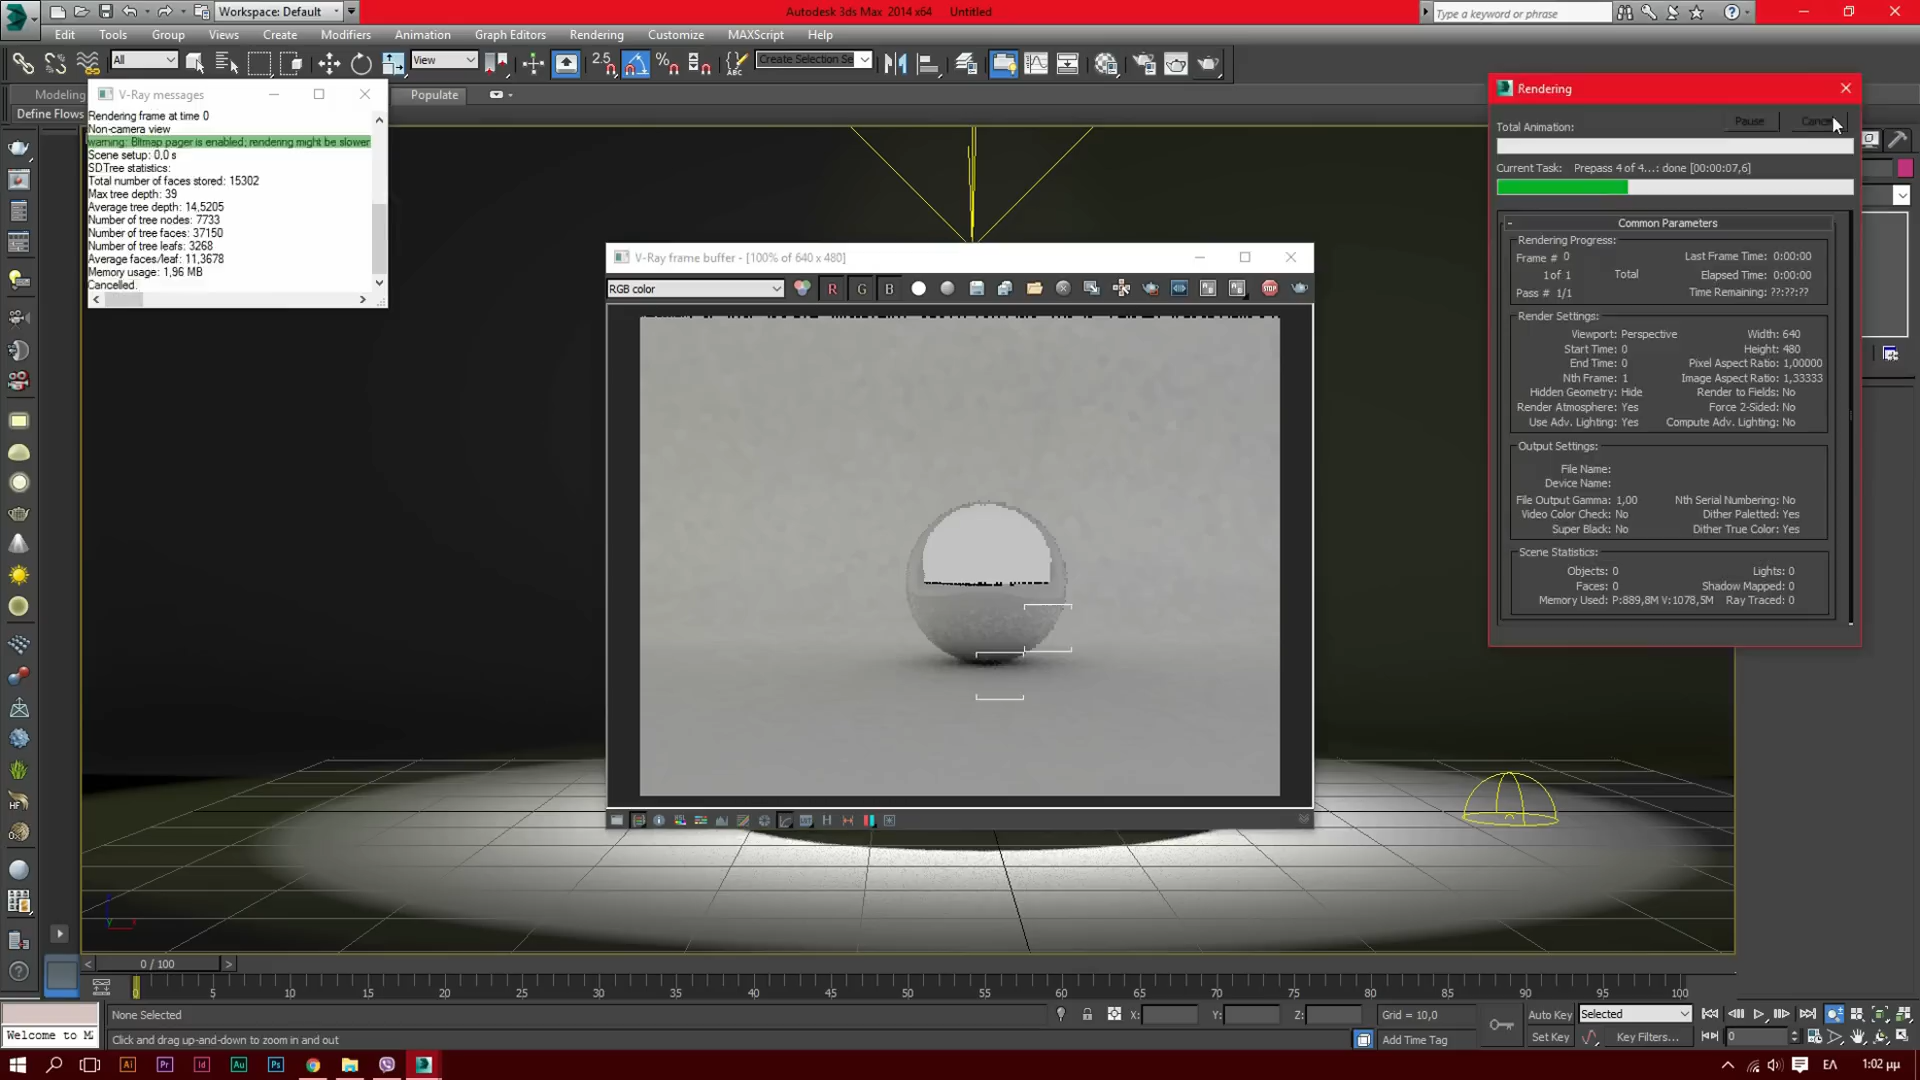 Workspace: Default
Autodesk 3ds Max 2014 x64 Untitled
Type a keyword or phrase
Edit Tools Group Views Create Modifiers Animation Graph Editors Rendering Customize MAXScript Help
All
View
2.5
Create Selection Se
Modeling
Populate
Define Flows
V-Ray messages
Rendering frame at time 0
Non-camera view
warning: Bitmap pager is enabled; rendering might be slower
Scene setup: 0,0 s
SDTree statistics:
Total number of faces stored: 15302
Max tree depth: 39
Average tree depth: 14,5205
Number of tree nodes: 7733
Number of tree faces: 37150
Number of tree leafs: 3268
Average faces/leaf: 11,3678
Memory usage: 1,96 MB
Cancelled.
V-Ray frame buffer - [100% of 640 x 480]
RGB color
R G B
STOP
Rendering
Pause
Total Animation:
Current Task: Prepass 4 of 4...: done [00:00:07,6]
Common Parameters
Rendering Progress:
Frame # 0
Last Frame Time: 0:00:00
1 of 1 Total
Elapsed Time: 0:00:00
Pass # 1/1
Time Remaining: ??:??:??
Render Settings:
Viewport: Perspective
Width: 640
Start Time: 0
Height: 480
End Time: 0
Pixel Aspect Ratio: 1,00000
Nth Frame: 1
Image Aspect Ratio: 1,33333
Hidden Geometry: Hide
Render to Fields: No
Render Atmosphere: Yes
Force 2-Sided: No
Use Adv. Lighting: Yes
Compute Adv. Lighting: No
Output Settings:
File Name:
Device Name:
File Output Gamma: 1,00
Nth Serial Numbering: No
Video Color Check: No
Dither Paletted: Yes
Super Black: No
Dither True Color: Yes
Scene Statistics:
Objects: 0
Lights: 0
Faces: 0
Shadow Mapped: 0
Memory Used: P:889,8M V:1078,5M
Ray Traced: 0
HF
0 / 100
0 5 10 15 20 25 30 35 40 45 50 55 60 65 70 75 80 85 90 95 100
None Selected
X: Y: Z:
Grid = 10,0
Auto Key
Selected
Welcome to M
Click and drag up-and-down to zoom in and out
Add Time Tag
Set Key
Key Filters...
0
Ai Pr Id Au Ps
ΕΛ
1:02 μμ